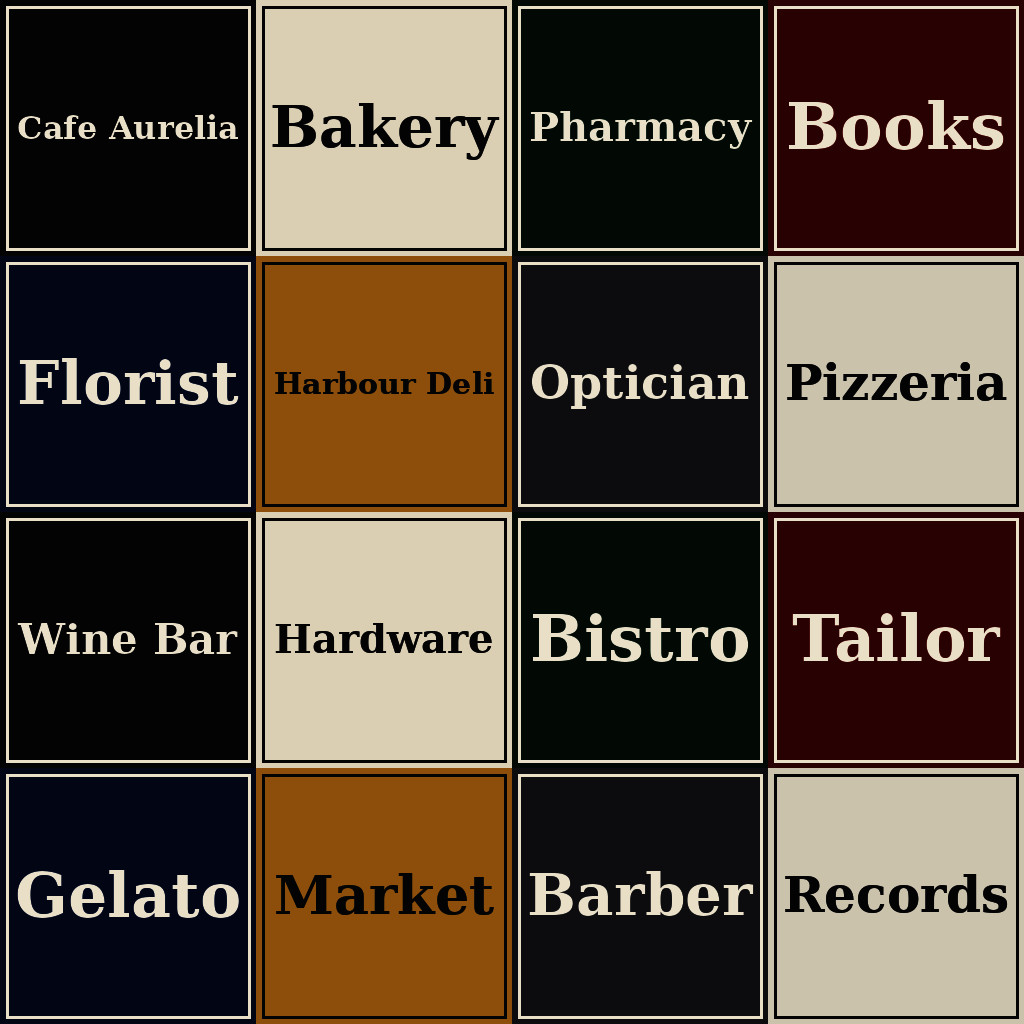 Cafe Aurelia
Bakery
Pharmacy
Books
Florist
Harbour Deli
Optician
Pizzeria
Wine Bar
Hardware
Bistro
Tailor
Gelato
Market
Barber
Records